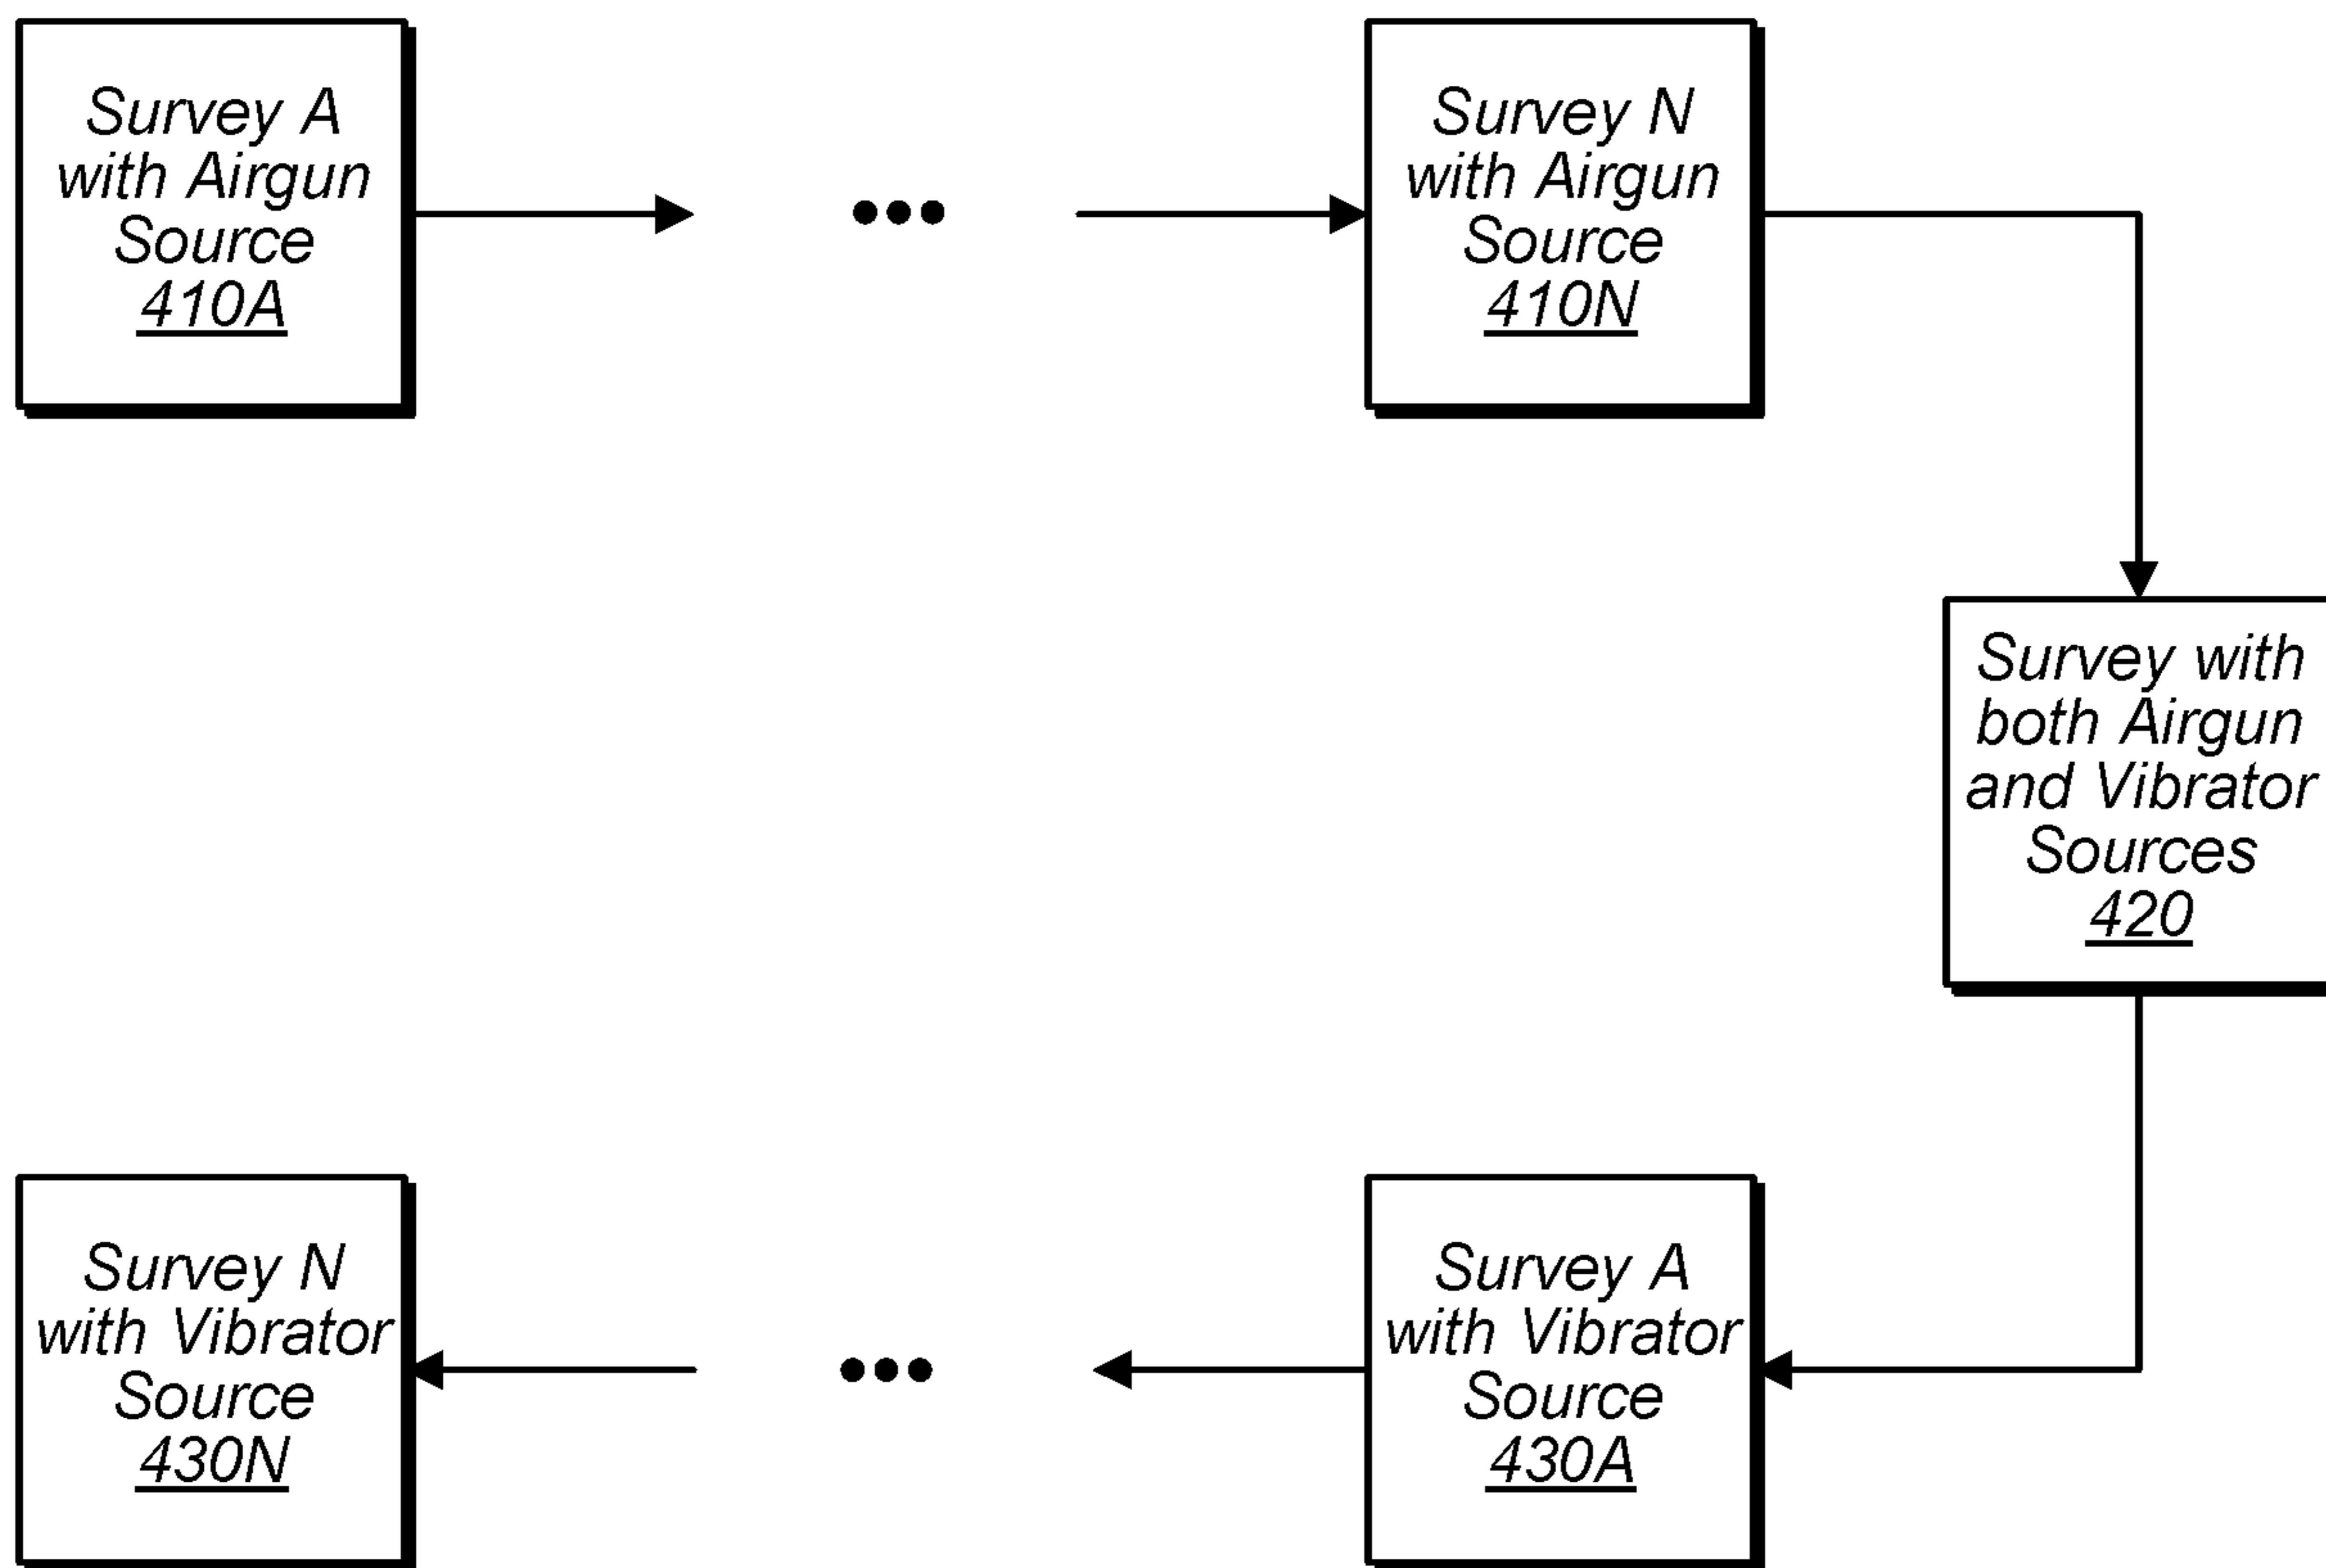 Survey A
with Airgun
Source
410A
Survey N
with Airgun
Source
410N
Survey with
both Airgun
and Vibrator
Sources
420
Survey N
with Vibrator
Source
430N
Survey A
with Vibrator
Source
430A